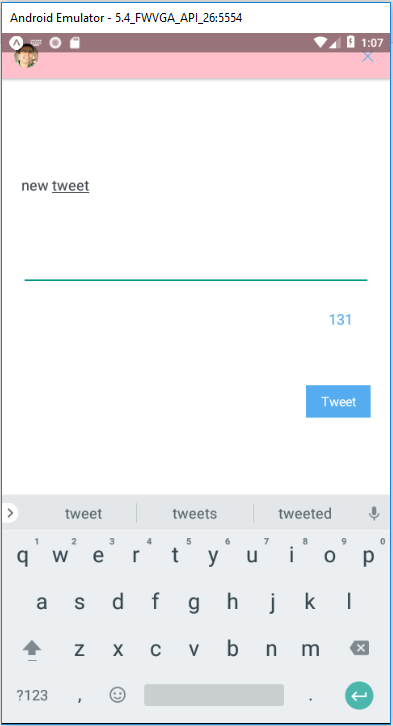 Android Emulator - 5.4_FWVGA_API_26:5554
1:07
new tweet
131
Tweet
tweet tweets tweeted
1 2 3 4 5 6 7 8 9 0
q w e r t y u i o p
a s d f g h j k l
z x c v b n m
?123 , .